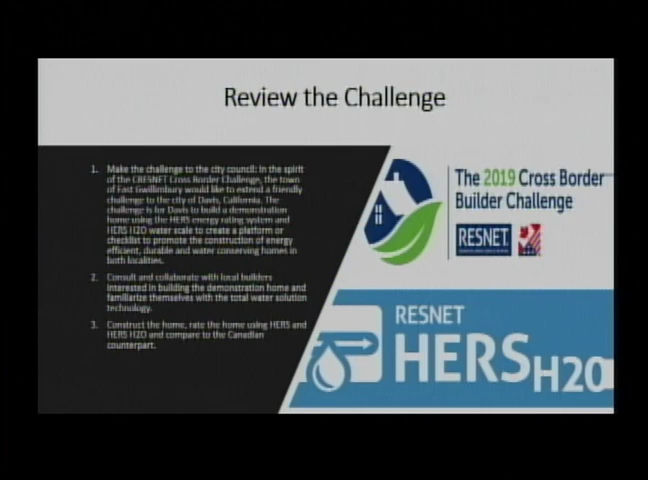 Review the Challenge
1. Make the challenge to the city council: In the spirit
of the CRESNET Cross Border Challenge, the town
of East Gwillimbury would like to extend a friendly
challenge to the city of Davis, California. The
challenge is for Davis to build a demonstration
home using the HERS energy rating system and
HERS H2O water scale to create a platform or
checklist to promote the construction of energy
efficient, durable and water conserving homes in
both localities.
2. Consult and collaborate with local builders
interested in building the demonstration home and
familiarize themselves with the total water solution
technology.
3. Construct the home, rate the home using HERS and
HERS H2O and compare to the Canadian
counterpart.
The 2019 Cross Border
Builder Challenge
RESNET
RESNET
HERSH2O